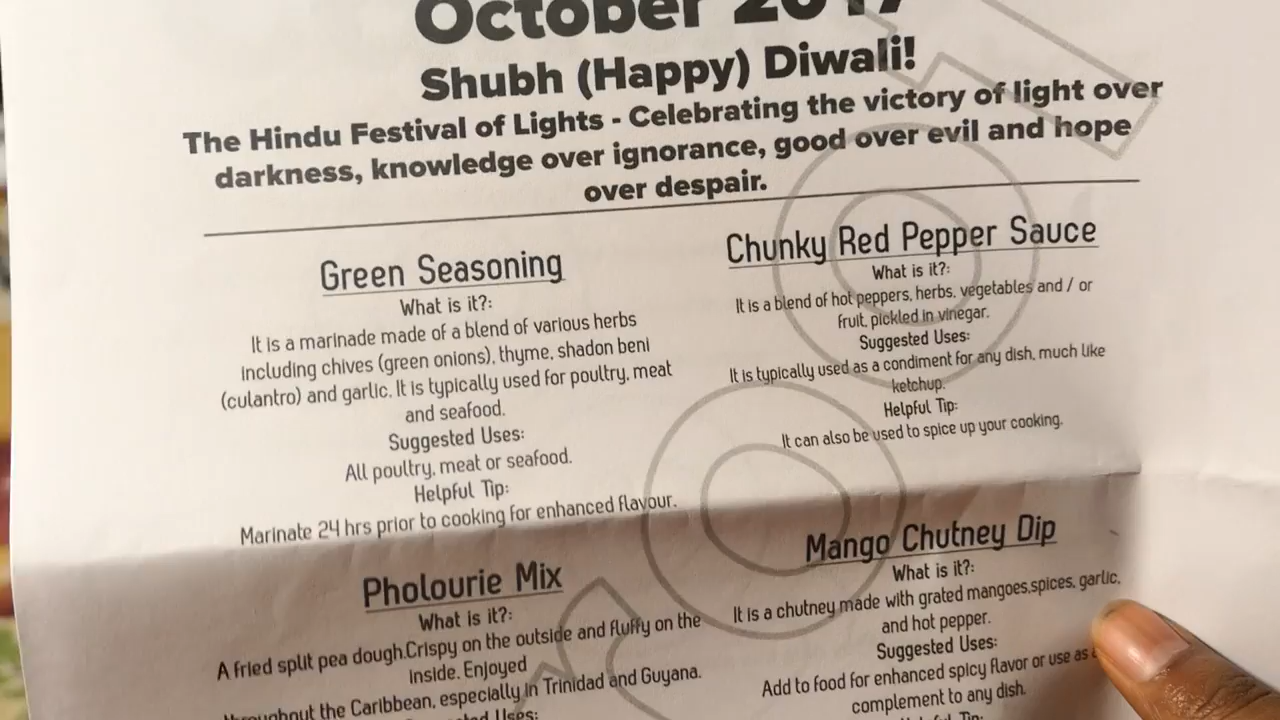 October 2017
Shubh (Happy) Diwali!
The Hindu Festival of Lights - Celebrating the victory of light over
darkness, knowledge over ignorance, good over evil and hope
over despair.
Green Seasoning
What is it?:
It is a marinade made of a blend of various herbs
including chives (green onions), thyme, shadon beni
(culantro) and garlic. It is typically used for poultry, meat
and seafood.
Suggested Uses:
All poultry, meat or seafood.
Helpful Tip:
Marinate 24 hrs prior to cooking for enhanced flavour.
Chunky Red Pepper Sauce
What is it?:
It is a blend of hot peppers, herbs, vegetables and / or
fruit, pickled in vinegar.
Suggested Uses:
It is typically used as a condiment for any dish, much like
ketchup.
Helpful Tip:
It can also be used to spice up your cooking.
Pholourie Mix
What is it?:
A fried split pea dough.Crispy on the outside and fluffy on the
inside. Enjoyed
throughout the Caribbean, especially in Trinidad and Guyana.
Uses:
Mango Chutney Dip
What is it?:
It is a chutney made with grated mangoes,spices, garlic,
and hot pepper.
Suggested Uses:
Add to food for enhanced spicy flavor or use as
complement to any dish.
Helpful Tip: